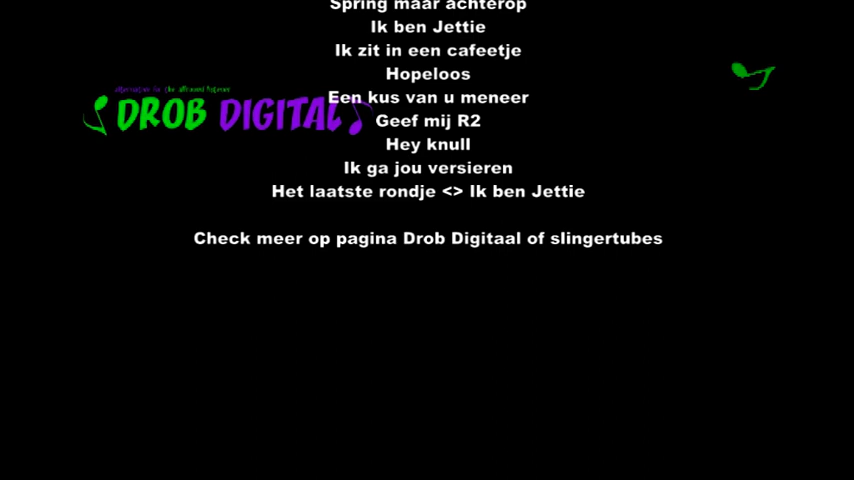 Spring maar achterop
Ik ben Jettie
Ik zit in een cafeetje
Hopeloos
Een kus van u meneer
DROB DIGITAL
Geef mij R2
Hey knull
Ik ga jou versieren
Het laatste rondje <> Ik ben Jettie
Check meer op pagina Drob Digitaal of slingertubes